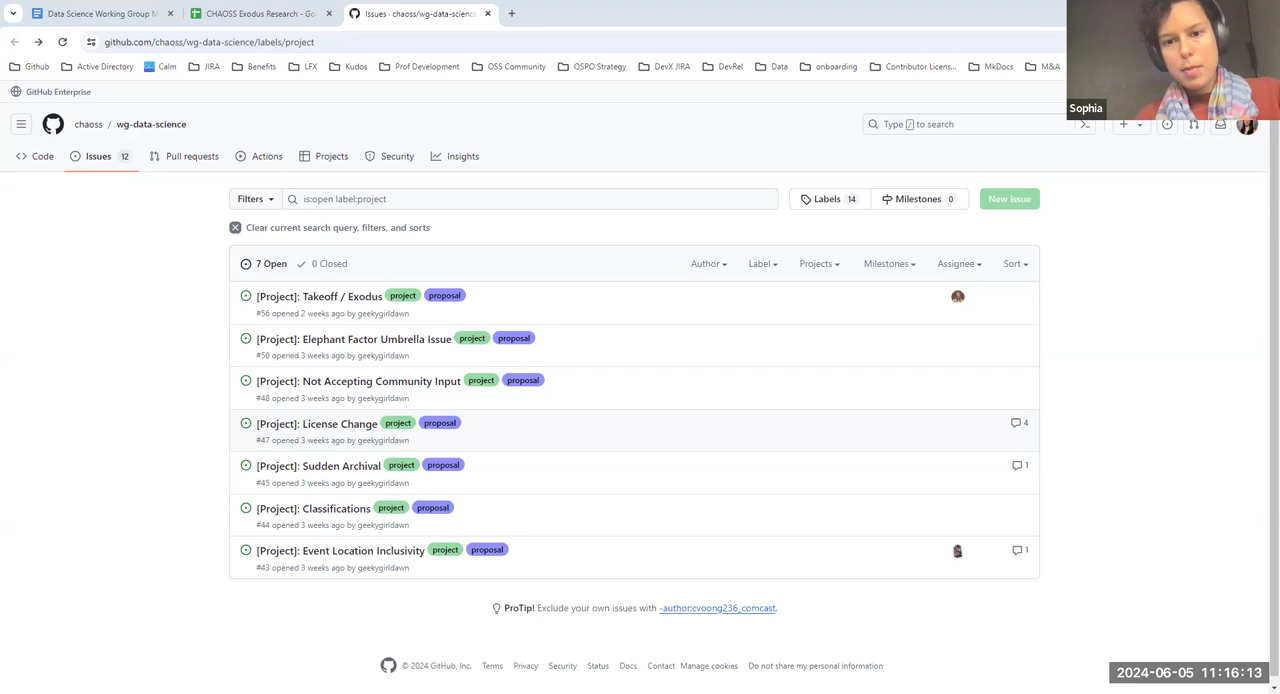 Data Science Working Group M
CHAOSS Exodus Research - Go
Issues · chaoss/wg-data-science
github.com/chaoss/wg-data-science/labels/project
Github Active Directory Calm JIRA Benefits LFX Kudos Prof Development OSS Community OSPO Strategy DevX JIRA DevRel Data onboarding Contributor Licens... MkDocs M&A
GitHub Enterprise
Sophia
chaoss / wg-data-science
Type / to search
Code Issues 12 Pull requests Actions Projects Security Insights
Filters is:open label:project Labels 14 Milestones 0 New issue
Clear current search query, filters, and sorts
7 Open 0 Closed Author Label Projects Milestones Assignee Sort
[Project]: Takeoff / Exodus project proposal
#56 opened 2 weeks ago by geekygirldawn
[Project]: Elephant Factor Umbrella Issue project proposal
#50 opened 3 weeks ago by geekygirldawn
[Project]: Not Accepting Community Input project proposal
#48 opened 3 weeks ago by geekygirldawn
[Project]: License Change project proposal 4
#47 opened 3 weeks ago by geekygirldawn
[Project]: Sudden Archival project proposal 1
#45 opened 3 weeks ago by geekygirldawn
[Project]: Classifications project proposal
#44 opened 3 weeks ago by geekygirldawn
[Project]: Event Location Inclusivity project proposal 1
#43 opened 3 weeks ago by geekygirldawn
ProTip! Exclude your own issues with -author:cvoong236_comcast.
© 2024 GitHub, Inc. Terms Privacy Security Status Docs Contact Manage cookies Do not share my personal information
2024-06-05 11:16:13